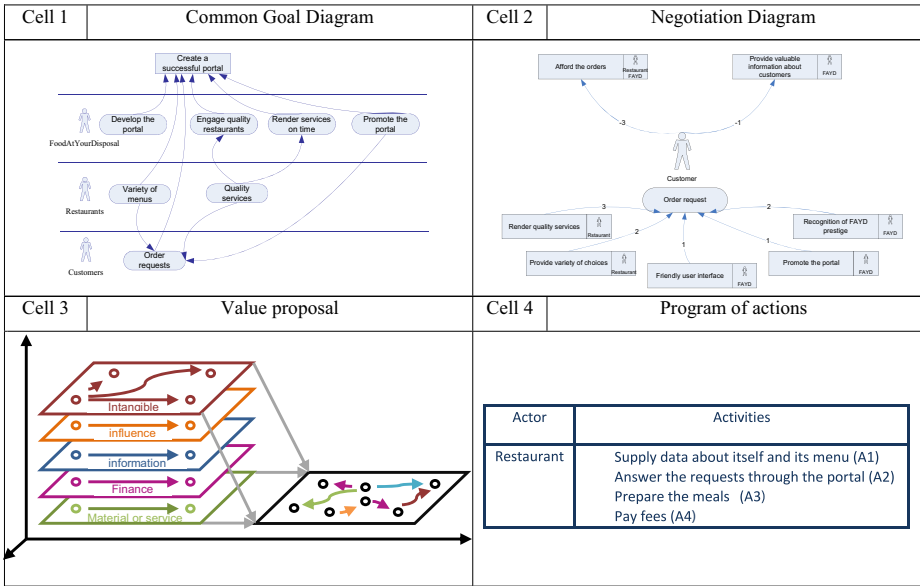 Cell 1
Common Goal Diagram
Create a
successful portal
Develop the
portal
Engage quality
restaurants
Render services
on time
Promote the
portal
FoodAtYourDisposal
Variety of
menus
Quality
services
Restaurants
Order
requests
Customers
Cell 2
Negotiation Diagram
Afford the orders
Restaurant
FAYD
Provide valuable
information about
customers
FAYD
-3
-1
Customer
Order request
3
2
Render quality services
Restaurant
Recognition of FAYD
prestige
FAYD
2
1
1
Provide variety of choices
Restaurant
Friendly user interface
FAYD
Promote the portal
FAYD
Cell 3
Value proposal
Intangible
influence
information
Finance
Material or service
Cell 4
Program of actions
Actor
Activities
Restaurant
Supply data about itself and its menu (A1)
Answer the requests through the portal (A2)
Prepare the meals (A3)
Pay fees (A4)